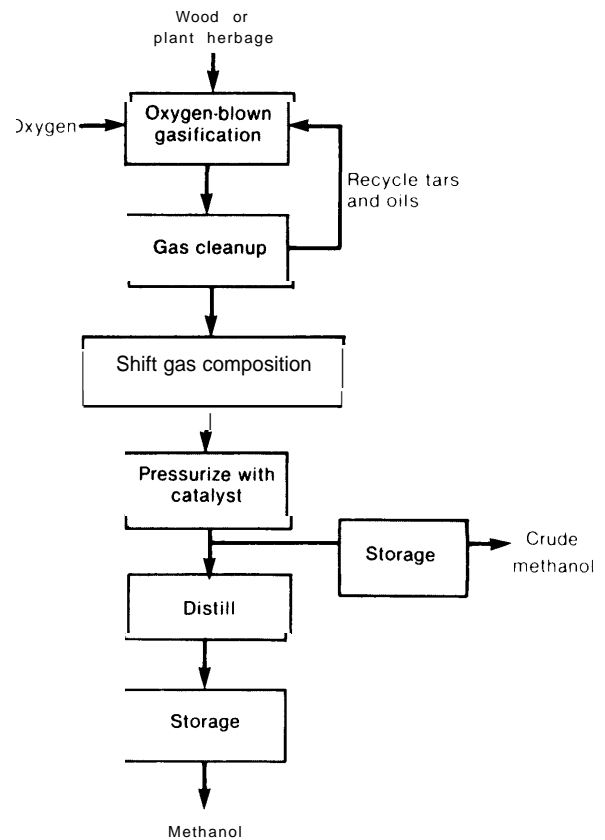 Wood or
plant herbage
Oxygen-blown
gasification
Oxygen
Recycle tars
and oils
Gas cleanup
Shift gas composition
Pressurize with
catalyst
Storage
Crude
methanol
Distill
Storage
Methanol